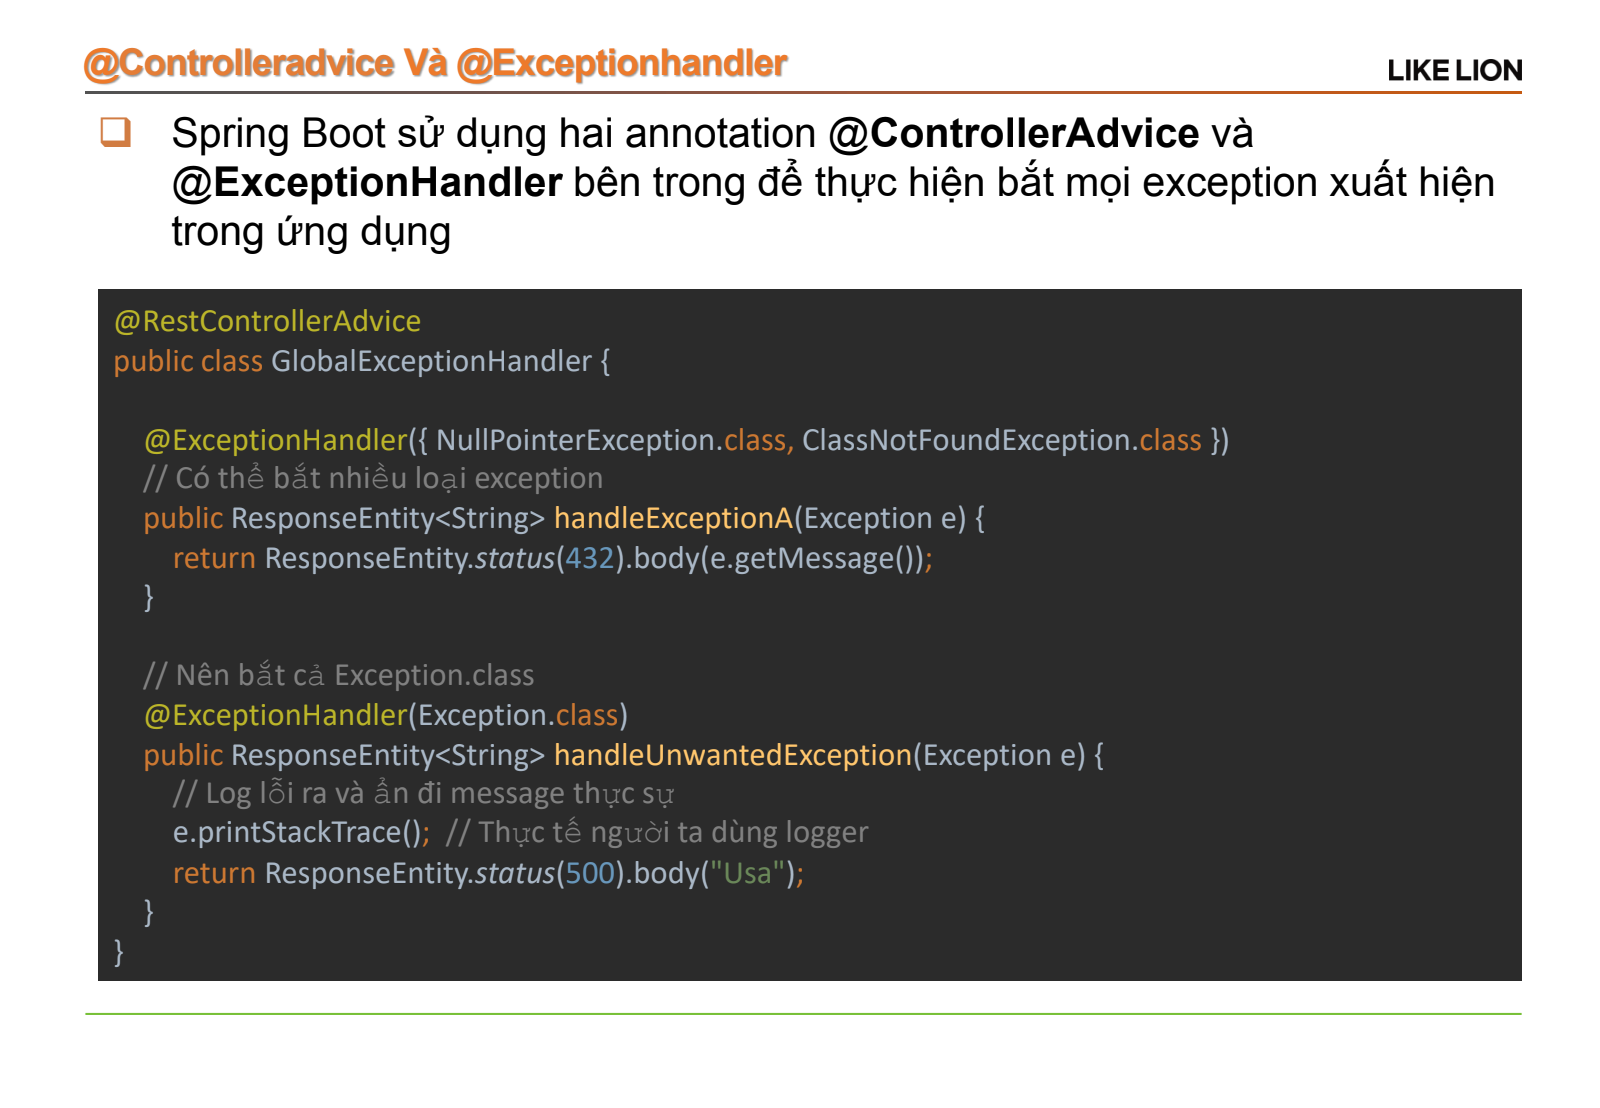 @Controlleradvice Và @Exceptionhandler
LIKE LION
Spring Boot sử dụng hai annotation @ControllerAdvice và
@ExceptionHandler bên trong để thực hiện bắt mọi exception xuất hiện
trong ứng dụng
@RestControllerAdvice
public class GlobalExceptionHandler {
@ExceptionHandler({ NullPointerException.class, ClassNotFoundException.class })
// Có thể bắt nhiều loại exception
public ResponseEntity<String> handleExceptionA(Exception e) {
return ResponseEntity.status(432).body(e.getMessage());
}
// Nên bắt cả Exception.class
@ExceptionHandler(Exception.class)
public ResponseEntity<String> handleUnwantedException(Exception e) {
// Log lỗi ra và ẩn đi message thực sự
e.printStackTrace(); // Thực tế người ta dùng logger
return ResponseEntity.status(500).body("Usa");
}
}